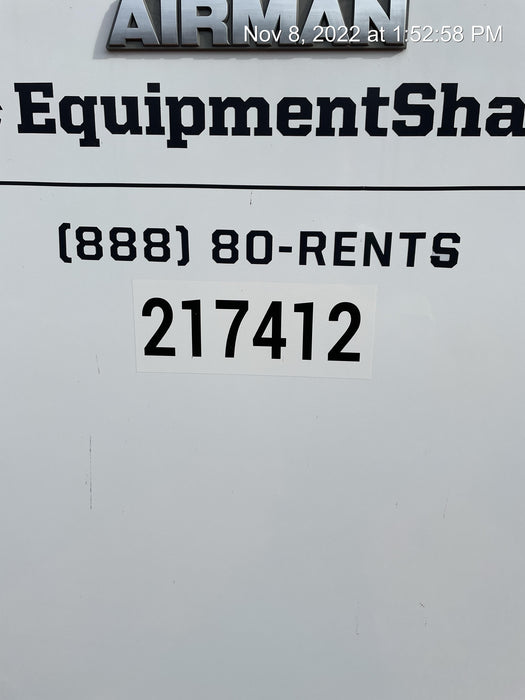 AIRMAN
Nov 8, 2022 at 1:52:58 PM
EquipmentSha
(888) 80-RENTS
217412